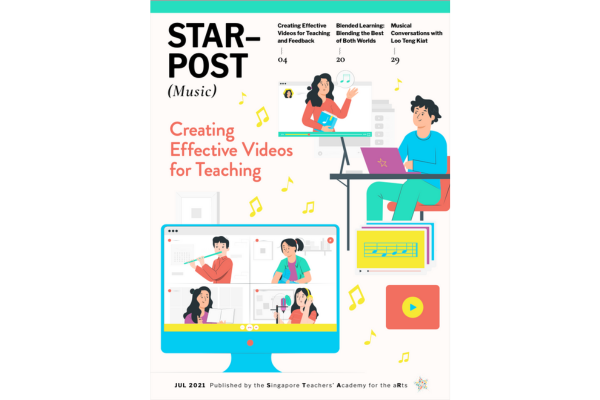 STAR–
POST
(Music)
Creating Effective
Videos for Teaching
and Feedback
04
Blended Learning:
Blending the Best
of Both Worlds
20
Musical
Conversations with
Loo Teng Kiat
29
Creating
Effective Videos
for Teaching
JUL 2021 Published by the Singapore Teachers' Academy for the aRts